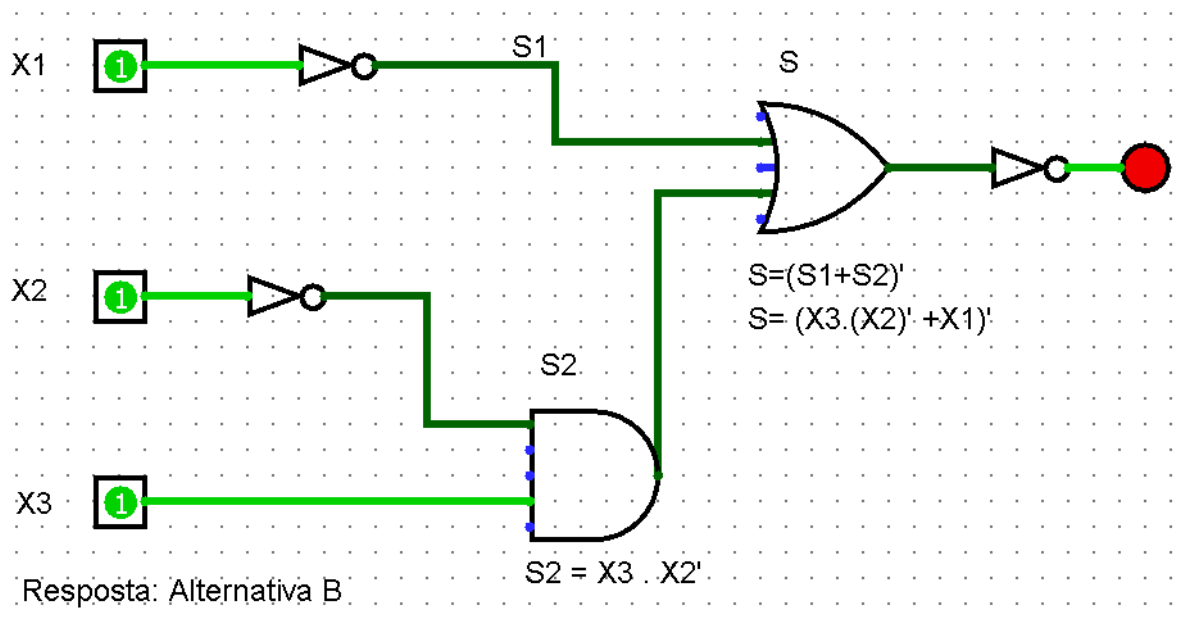 X1
1
S1
S
X2
1
S=(S1+S2)'
S= (X3.(X2)' +X1)'
S2
X3
1
S2 = X3 . X2'
Resposta: Alternativa B